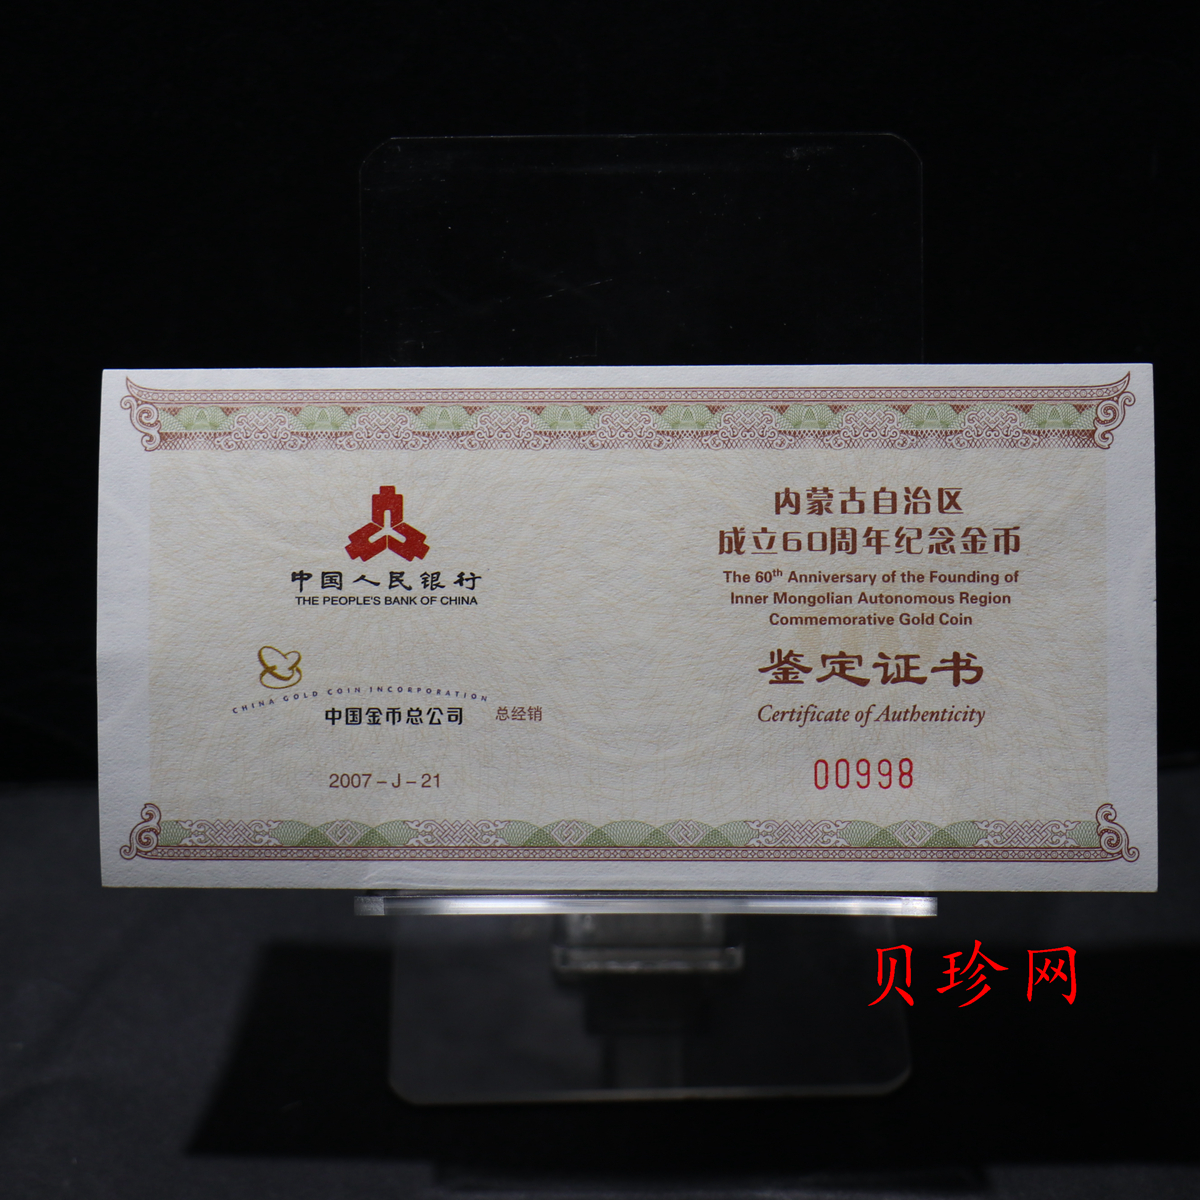 中国人民银行
THE PEOPLE'S BANK OF CHINA
CHINA GOLD COIN INCORPORATION
中国金币总公司 总经销
2007-J-21
内蒙古自治区
成立60周年纪念金币
The 60th Anniversary of the Founding of
Inner Mongolian Autonomous Region
Commemorative Gold Coin
鉴定证书
Certificate of Authenticity
00998
贝珍网